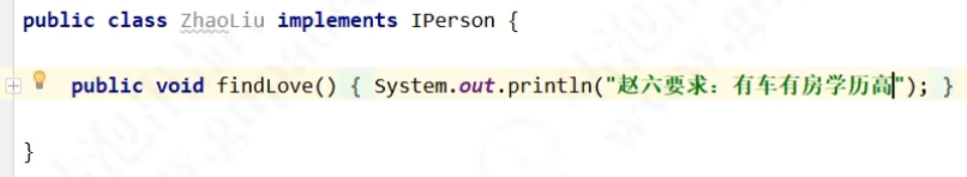 public class ZhaoLiu implements IPerson {
public void findLove() { System.out.println("赵六要求：有车有房学历高"); }
}